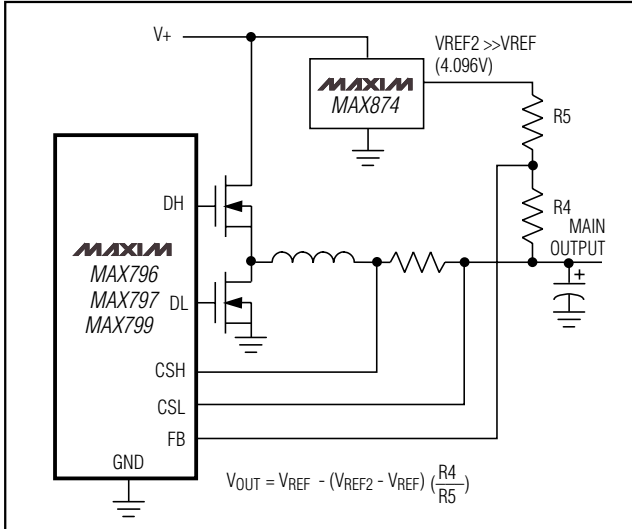 V+
VREF2 >>VREF
(4.096V)
MAXIM
MAX874
R5
R4
MAIN
OUTPUT
+
DH
MAXIM
MAX796
MAX797
MAX799
DL
CSH
CSL
FB
GND
VOUT = VREF - (VREF2 - VREF) (R4/R5)